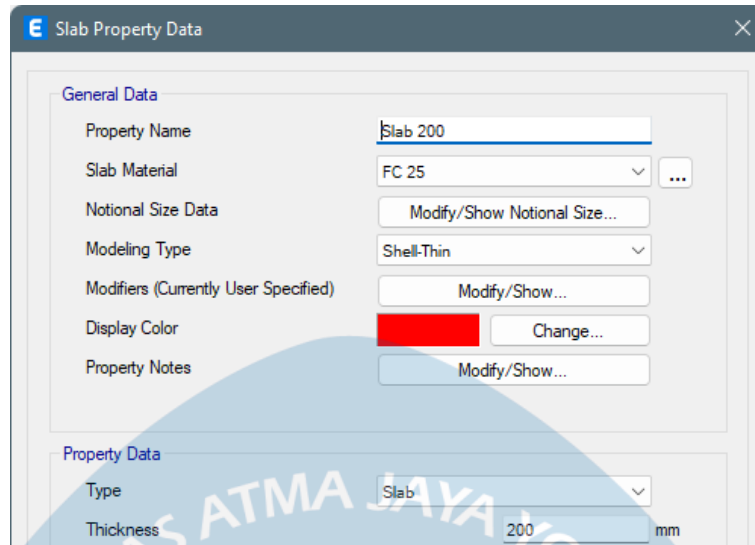 E Slab Property Data
General Data
Property Name Slab 200
Slab Material FC 25 ...
Notional Size Data Modify/Show Notional Size...
Modeling Type Shell-Thin
Modifiers (Currently User Specified) Modify/Show...
Display Color Change...
Property Notes Modify/Show...
Property Data
Type Slab
Thickness 200 mm
S ATMA JAYA YO